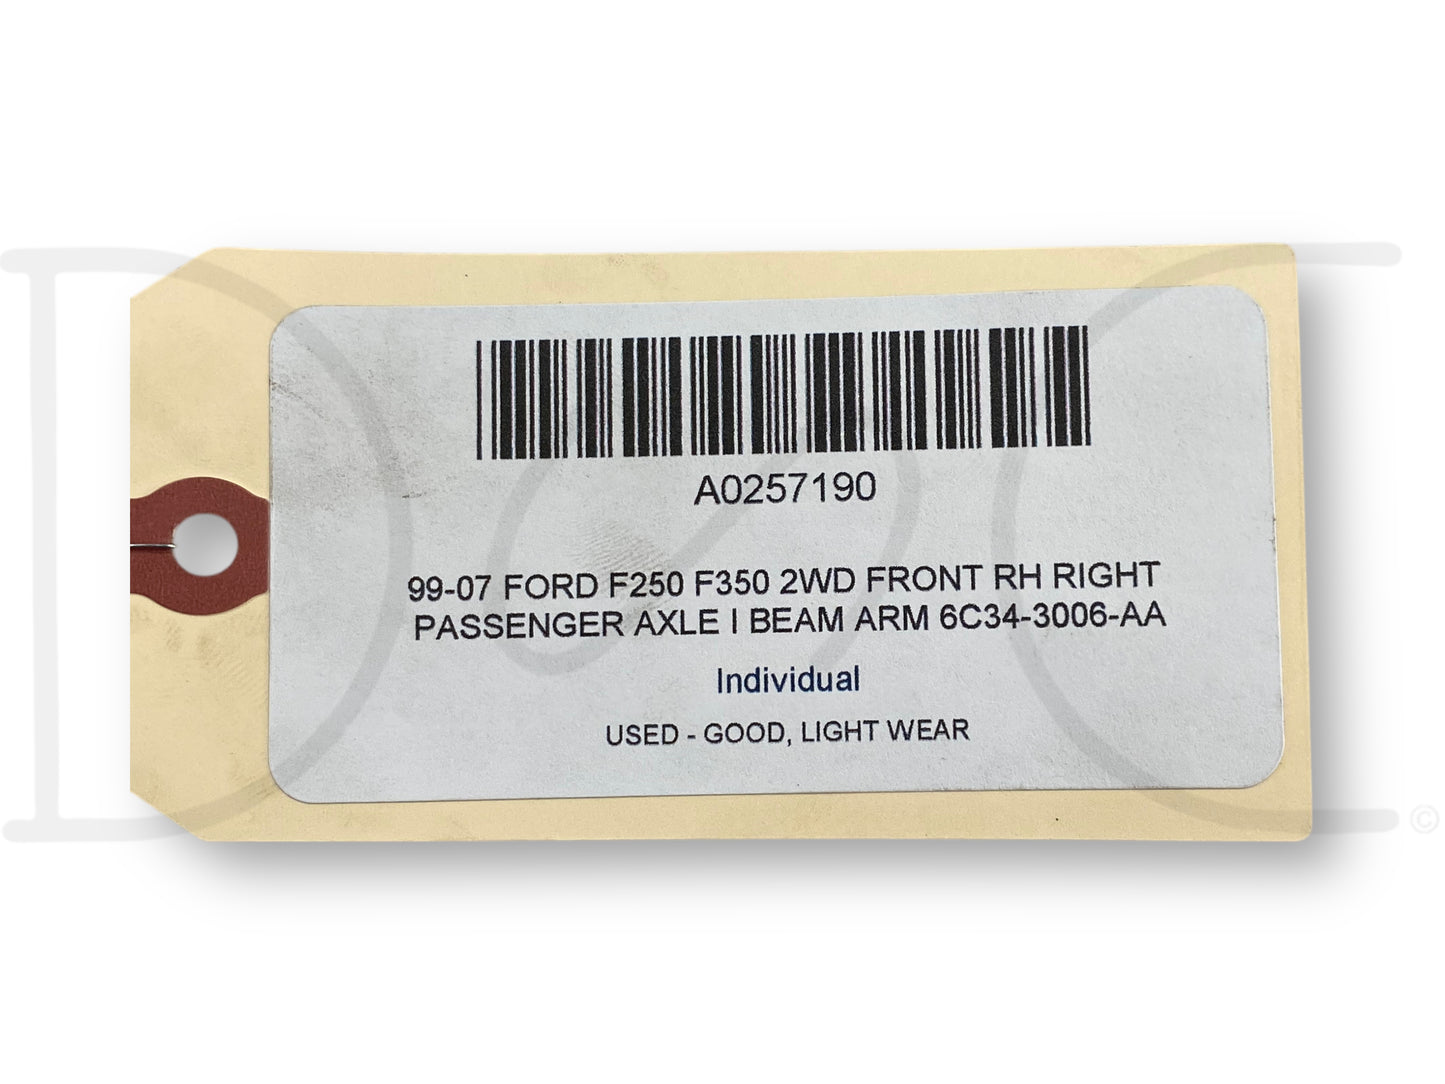 A0257190
99-07 FORD F250 F350 2WD FRONT RH RIGHT
PASSENGER AXLE I BEAM ARM 6C34-3006-AA
Individual
USED - GOOD, LIGHT WEAR
©